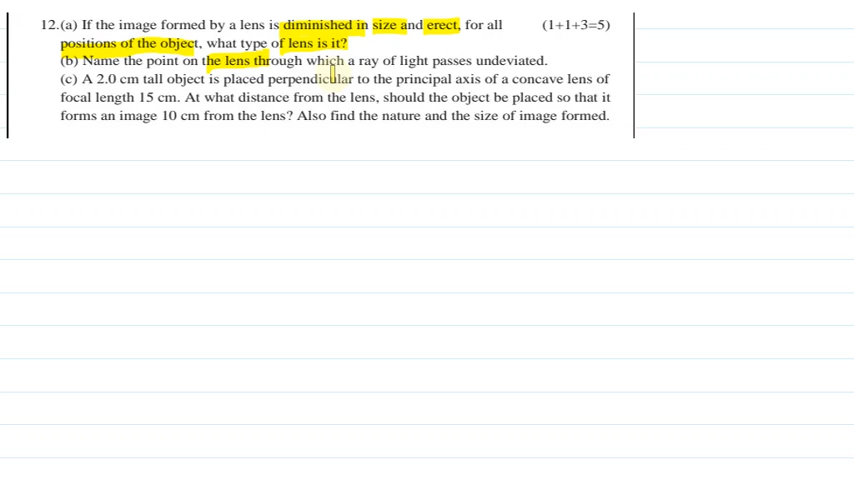 12.(a) If the image formed by a lens is diminished in size and erect, for all (1+1+3=5)
positions of the object, what type of lens is it?
(b) Name the point on the lens through which a ray of light passes undeviated.
(c) A 2.0 cm tall object is placed perpendicular to the principal axis of a concave lens of
focal length 15 cm. At what distance from the lens, should the object be placed so that it
forms an image 10 cm from the lens? Also find the nature and the size of image formed.